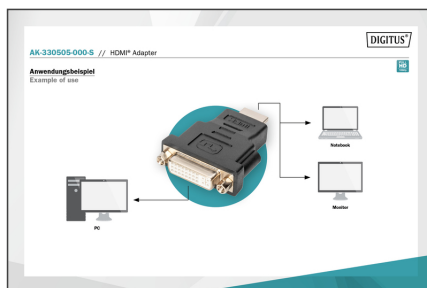 DIGITUS®
AK-330505-000-S // HDMI® Adapter
HD
Anwendungsbeispiel
Example of use
Notebook
Monitor
PC